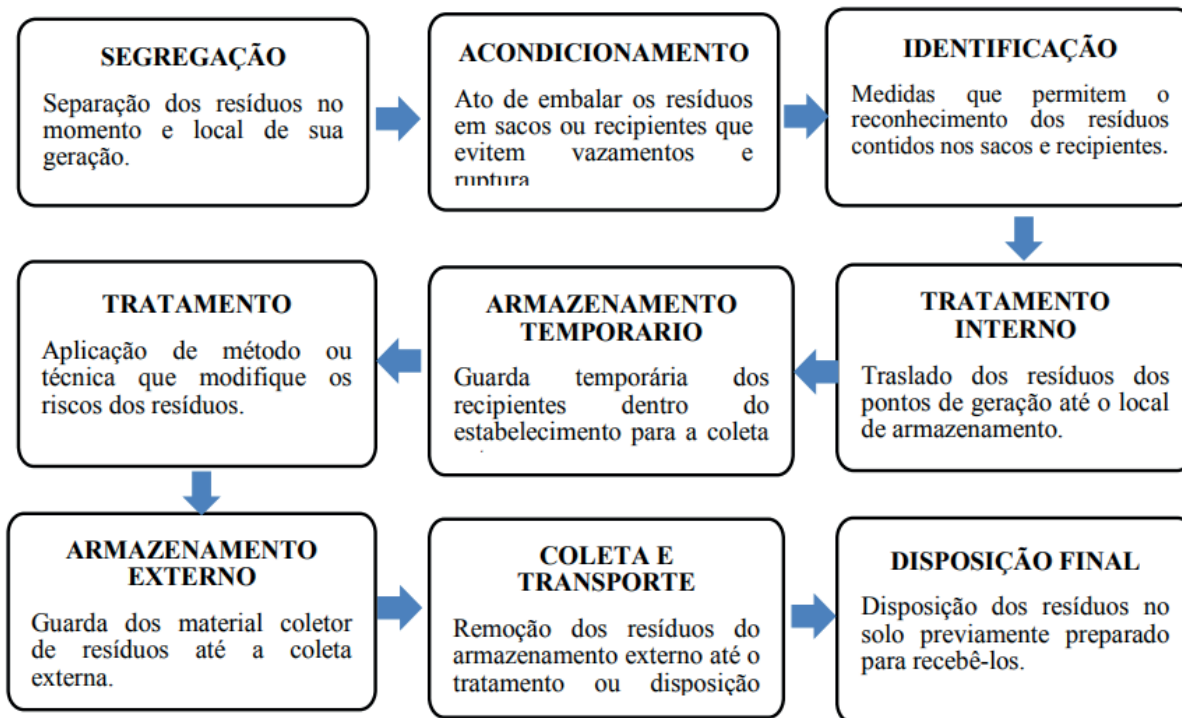 SEGREGAÇÃO
Separação dos resíduos no
momento e local de sua
geração.
ACONDICIONAMENTO
Ato de embalar os resíduos
em sacos ou recipientes que
evitem vazamentos e
ruptura
IDENTIFICAÇÃO
Medidas que permitem o
reconhecimento dos resíduos
contidos nos sacos e recipientes.
TRATAMENTO
INTERNO
Traslado dos resíduos dos
pontos de geração até o local
de armazenamento.
ARMAZENAMENTO
TEMPORARIO
Guarda temporária dos
recipientes dentro do
estabelecimento para a coleta
TRATAMENTO
Aplicação de método ou
técnica que modifique os
riscos dos resíduos.
ARMAZENAMENTO
EXTERNO
Guarda dos material coletor
de resíduos até a coleta
externa.
COLETA E
TRANSPORTE
Remoção dos resíduos do
armazenamento externo até o
tratamento ou disposição
DISPOSIÇÃO FINAL
Disposição dos resíduos no
solo previamente preparado
para recebê-los.